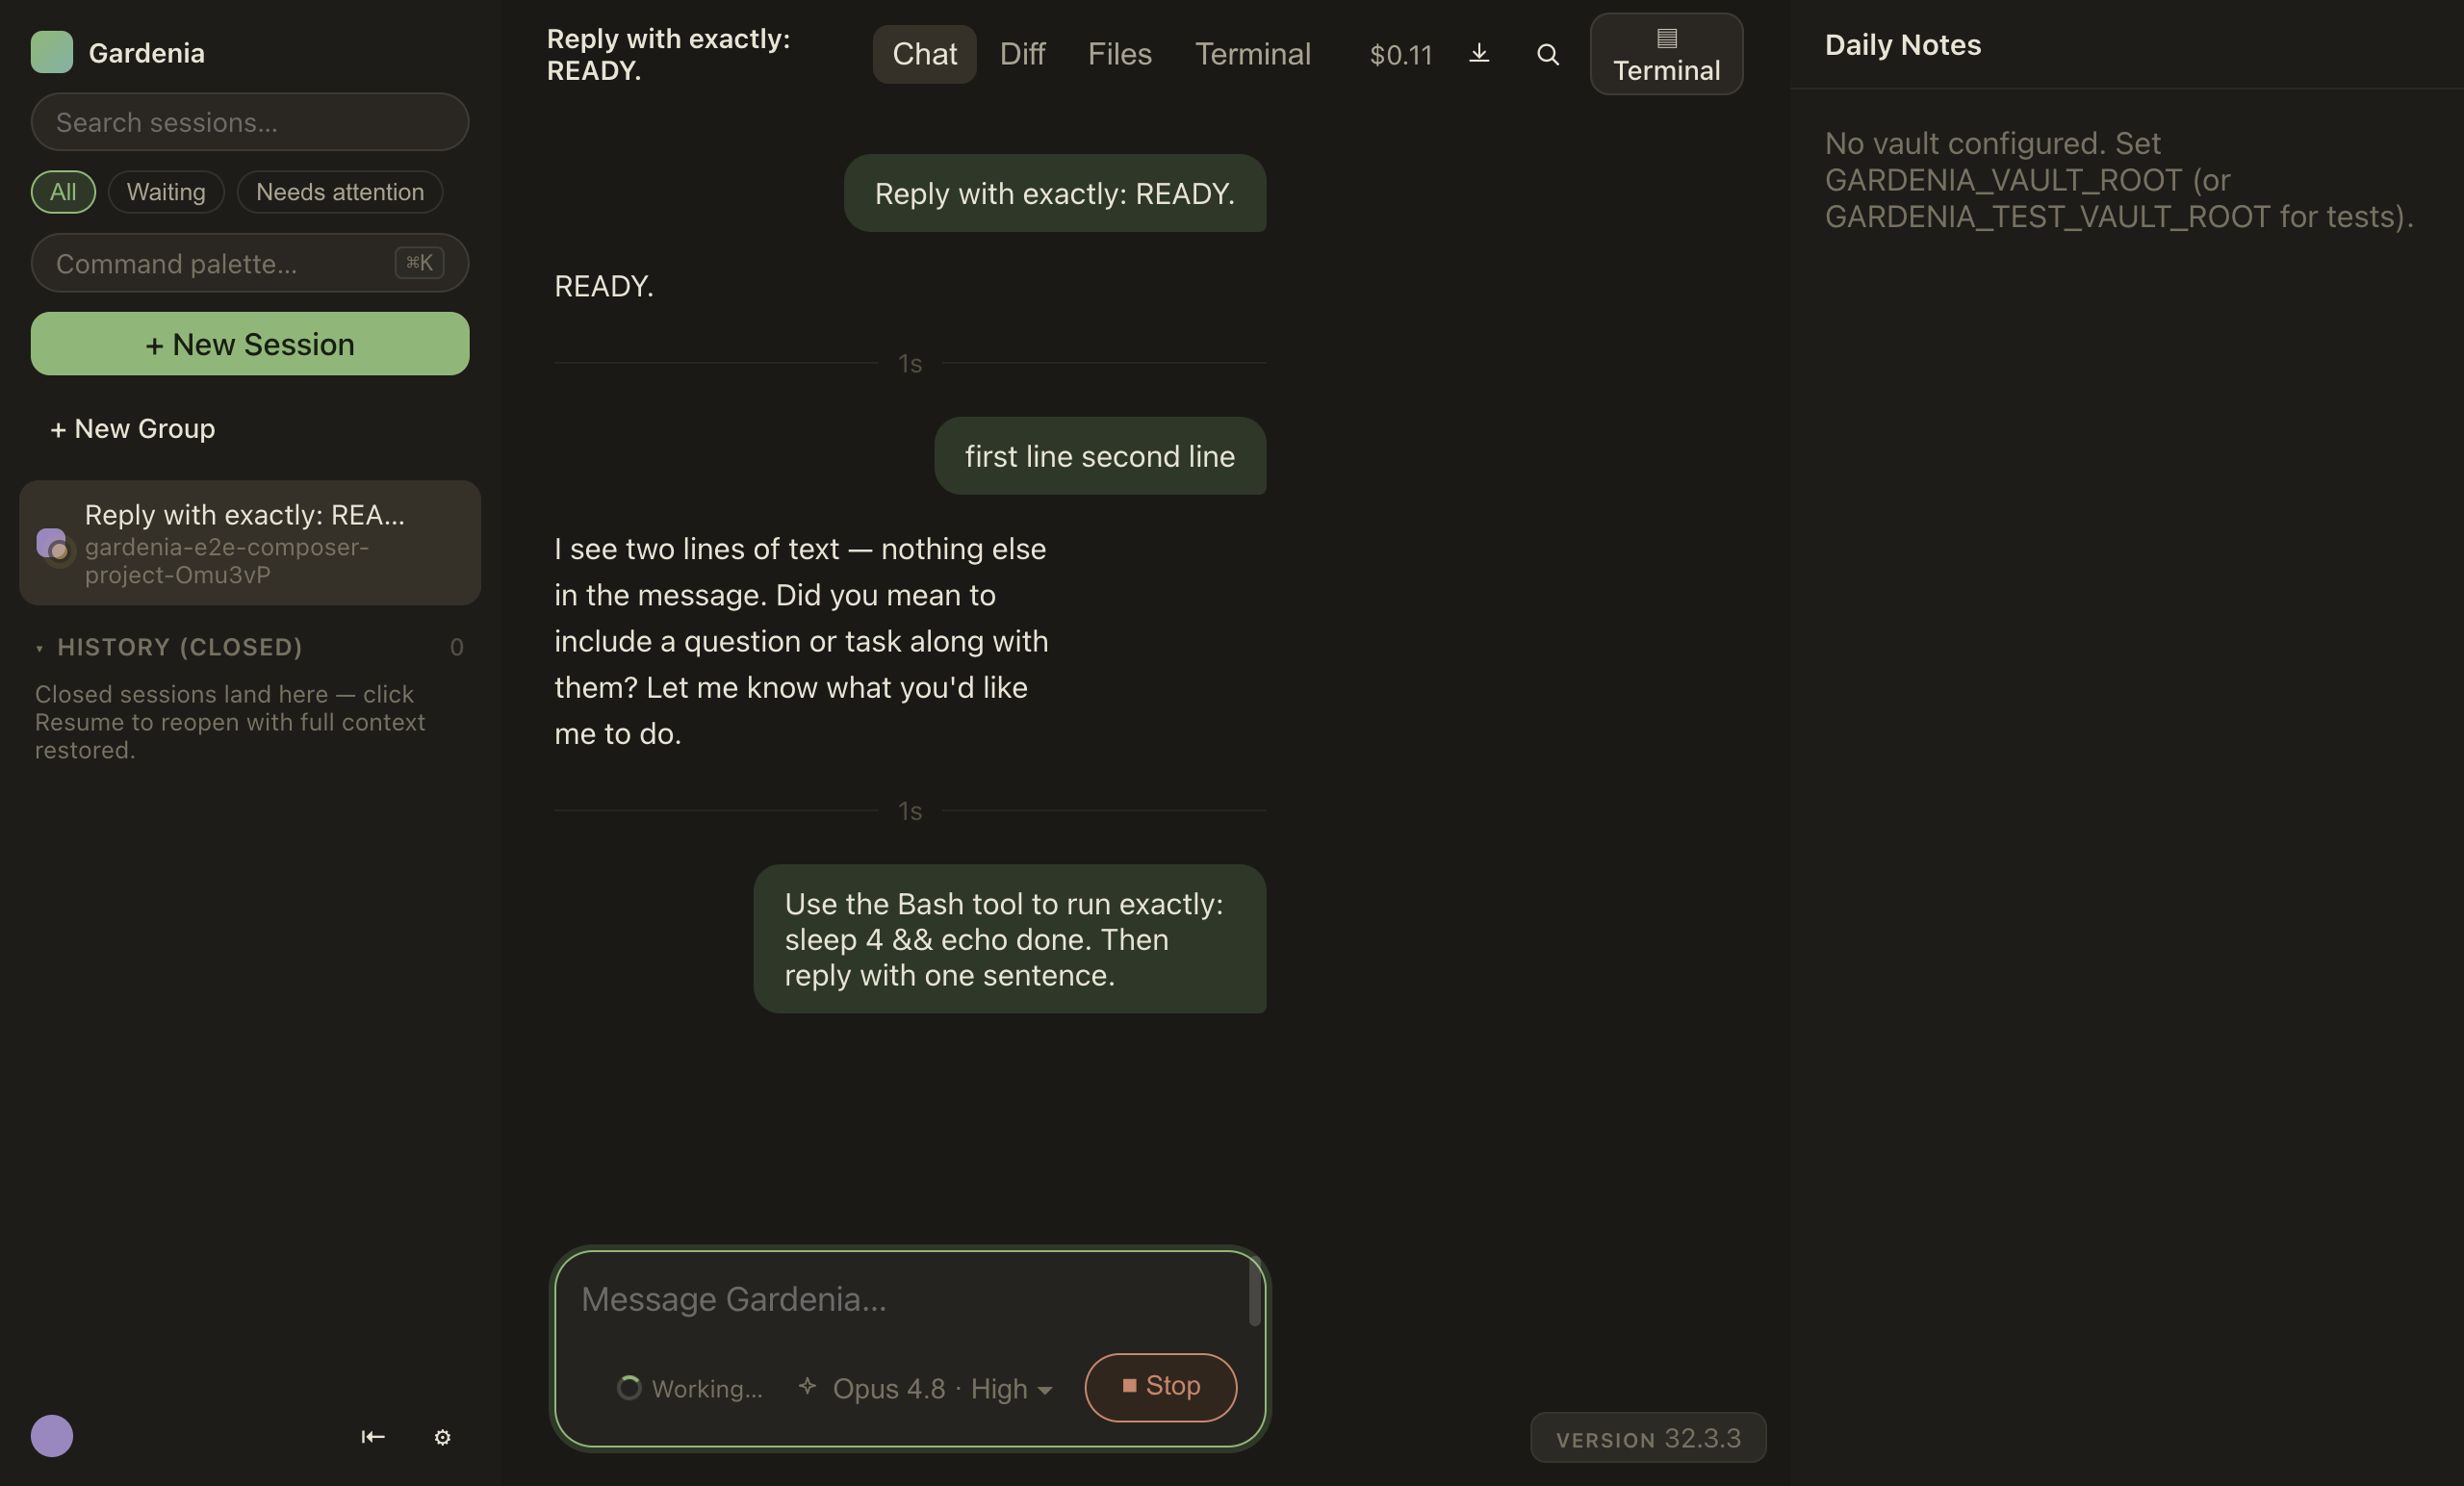 Gardenia
Search sessions...
All
Waiting
Needs attention
Command palette...
⌘K
+ New Session
+ New Group
Reply with exactly: REA...
gardenia-e2e-composer-
project-Omu3vP
HISTORY (CLOSED)
0
Closed sessions land here — click
Resume to reopen with full context
restored.
Reply with exactly:
READY.
Chat
Diff
Files
Terminal
$0.11
Terminal
Reply with exactly: READY.
READY.
1s
first line second line
I see two lines of text — nothing else
in the message. Did you mean to
include a question or task along with
them? Let me know what you'd like
me to do.
1s
Use the Bash tool to run exactly:
sleep 4 && echo done. Then
reply with one sentence.
Message Gardenia...
Working...
Opus 4.8 · High
Stop
VERSION 32.3.3
Daily Notes
No vault configured. Set
GARDENIA_VAULT_ROOT (or
GARDENIA_TEST_VAULT_ROOT for tests).